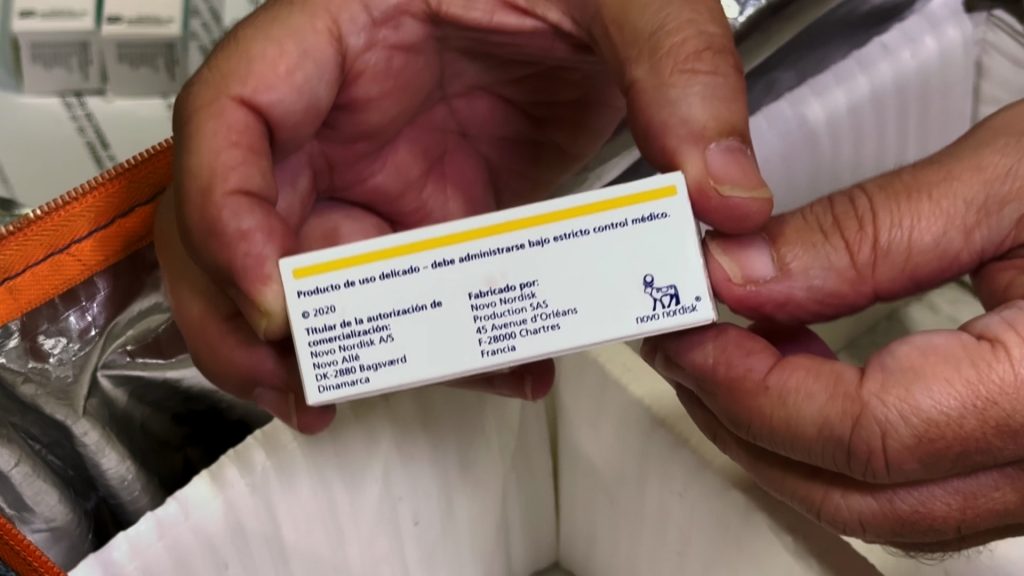 Producto de uso delicado – debe administrarse bajo estricto control médico.
© 2020
Titular de la autorización de
comercialización:
Novo Nordisk A/S
Novo Allé
DK-2880 Bagsværd
Dinamarca
Fabricado por:
Novo Nordisk
Production SAS
45 Avenue d'Orléans
F-28000 Chartres
Francia
novo nordisk®